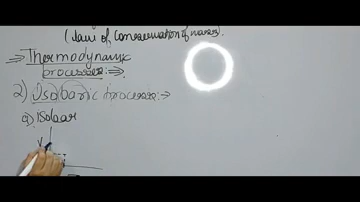 (law of conservation of masses).
⇒ Thermodynamic
processes:⇒
2) Isobaric process:⇒
a) Isobar
V